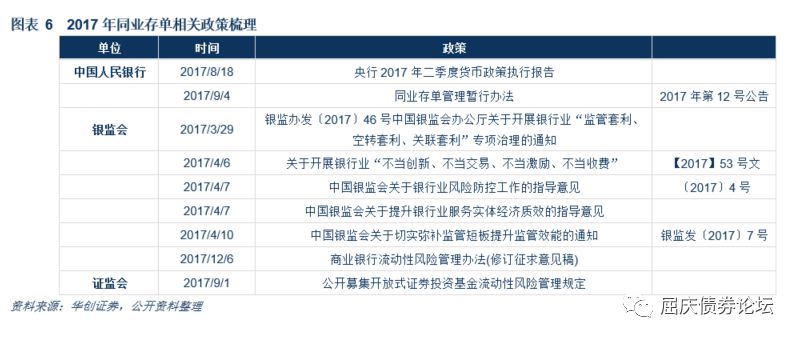 图表 6 2017 年同业存单相关政策梳理
单位 时间 政策
中国人民银行 2017/8/18 央行 2017 年二季度货币政策执行报告
2017/9/4 同业存单管理暂行办法 2017 年第 12 号公告
银监会 2017/3/29 银监办发〔2017〕46 号中国银监会办公厅关于开展银行业“监管套利、
空转套利、关联套利”专项治理的通知
2017/4/6 关于开展银行业“不当创新、不当交易、不当激励、不当收费” 【2017】53 号文
2017/4/7 中国银监会关于银行业风险防控工作的指导意见 〔2017〕4 号
2017/4/7 中国银监会关于提升银行业服务实体经济质效的指导意见
2017/4/10 中国银监会关于切实弥补监管短板提升监管效能的通知 银监发〔2017〕7 号
2017/12/6 商业银行流动性风险管理办法(修订征求意见稿)
证监会 2017/9/1 公开募集开放式证券投资基金流动性风险管理规定
资料来源：华创证券，公开资料整理
屈庆债券论坛